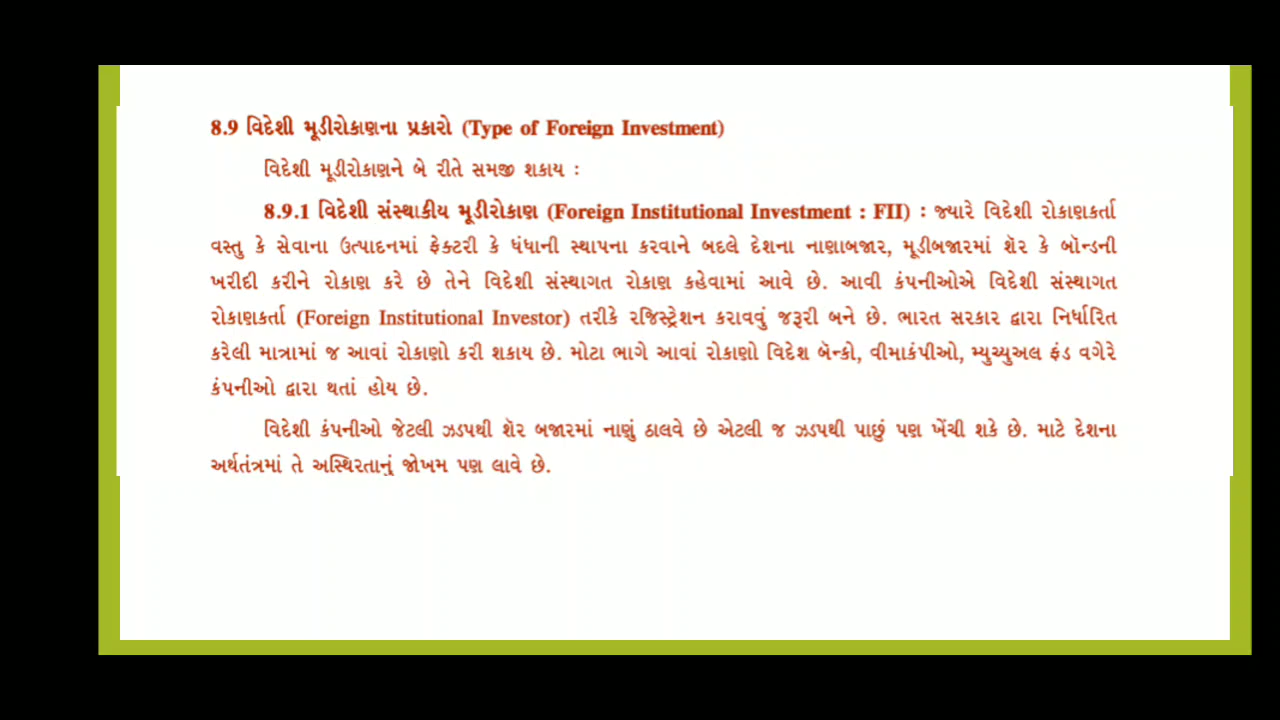 8.9 વિદેશી મૂડીરોકાણના પ્રકારો (Type of Foreign Investment)
વિદેશી મૂડીરોકાણને બે રીતે સમજી શકાય :
8.9.1 વિદેશી સંસ્થાકીય મૂડીરોકાણ (Foreign Institutional Investment : FII) : જ્યારે વિદેશી રોકાણકર્તા
વસ્તુ કે સેવાના ઉત્પાદનમાં ફેક્ટરી કે ધંધાની સ્થાપના કરવાને બદલે દેશના નાણાબજાર, મૂડીબજારમાં શૅર કે બૉન્ડની
ખરીદી કરીને રોકાણ કરે છે તેને વિદેશી સંસ્થાગત રોકાણ કહેવામાં આવે છે. આવી કંપનીઓએ વિદેશી સંસ્થાગત
રોકાણકર્તા (Foreign Institutional Investor) તરીકે રજિસ્ટ્રેશન કરાવવું જરૂરી બને છે. ભારત સરકાર દ્વારા નિર્ધારિત
કરેલી માત્રામાં જ આવાં રોકાણો કરી શકાય છે. મોટા ભાગે આવાં રોકાણો વિદેશ બૅન્કો, વીમાકંપીઓ, મ્યુચ્યુઅલ ફંડ વગેરે
કંપનીઓ દ્વારા થતાં હોય છે.
વિદેશી કંપનીઓ જેટલી ઝડપથી શૅર બજારમાં નાણું ઠાલવે છે એટલી જ ઝડપથી પાછું પણ ખેંચી શકે છે. માટે દેશના
અર્થતંત્રમાં તે અસ્થિરતાનું જોખમ પણ લાવે છે.